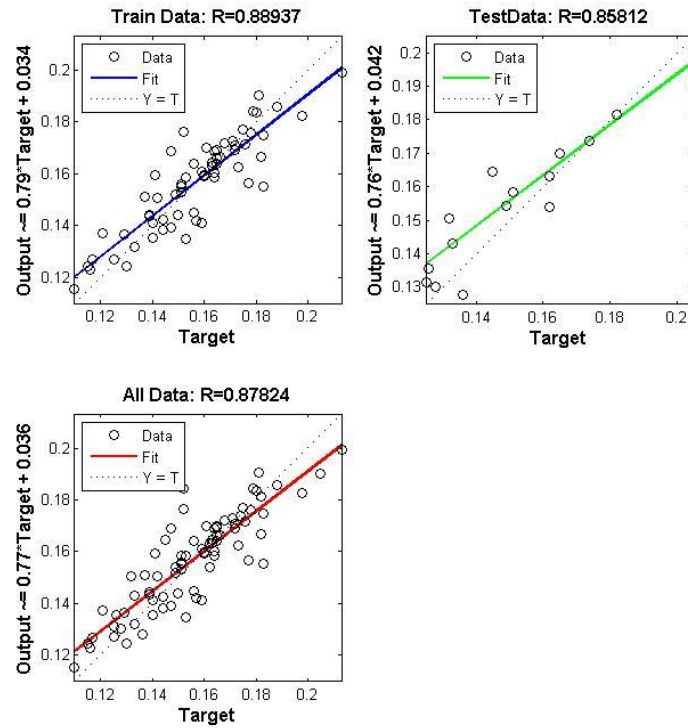 Train Data: R=0.88937
Output ~= 0.79*Target + 0.034
0.2
0.18
0.16
0.14
0.12
Data
Fit
Y = T
0.12 0.14 0.16 0.18 0.2
Target
TestData: R=0.85812
Output ~= 0.76*Target + 0.042
0.2
0.19
0.18
0.17
0.16
0.15
0.14
0.13
Data
Fit
Y = T
0.14 0.16 0.18 0.2
Target
All Data: R=0.87824
Output ~= 0.77*Target + 0.036
0.2
0.18
0.16
0.14
0.12
Data
Fit
Y = T
0.12 0.14 0.16 0.18 0.2
Target